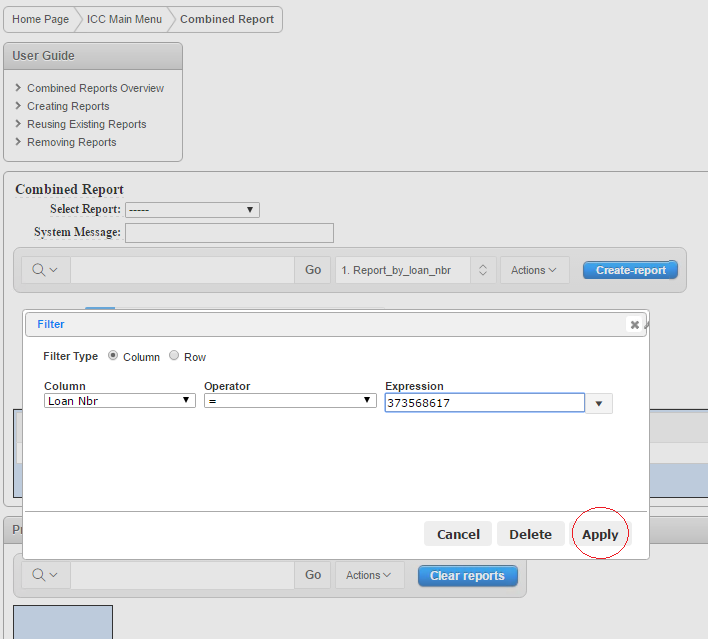 Home Page ICC Main Menu Combined Report
User Guide
Combined Reports Overview
Creating Reports
Reusing Existing Reports
Removing Reports
Combined Report
Select Report: -----
System Message:
Go 1. Report_by_loan_nbr Actions Create-report
Filter
Filter Type Column Row
Column Operator Expression
Loan Nbr = 373568617
Cancel Delete Apply
Go Actions Clear reports